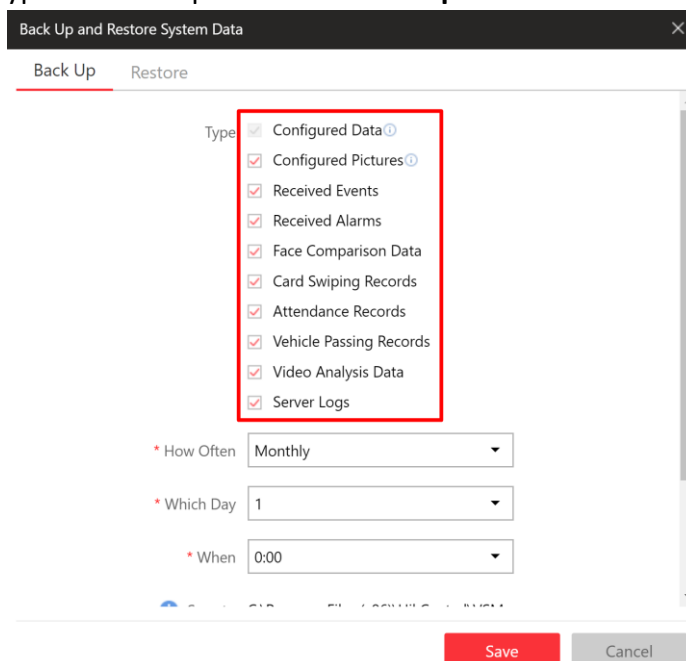 Back Up and Restore System Data
Back Up Restore
Type Configured Data
Configured Pictures
Received Events
Received Alarms
Face Comparison Data
Card Swiping Records
Attendance Records
Vehicle Passing Records
Video Analysis Data
Server Logs
* How Often Monthly
* Which Day 1
* When 0:00
Save Cancel